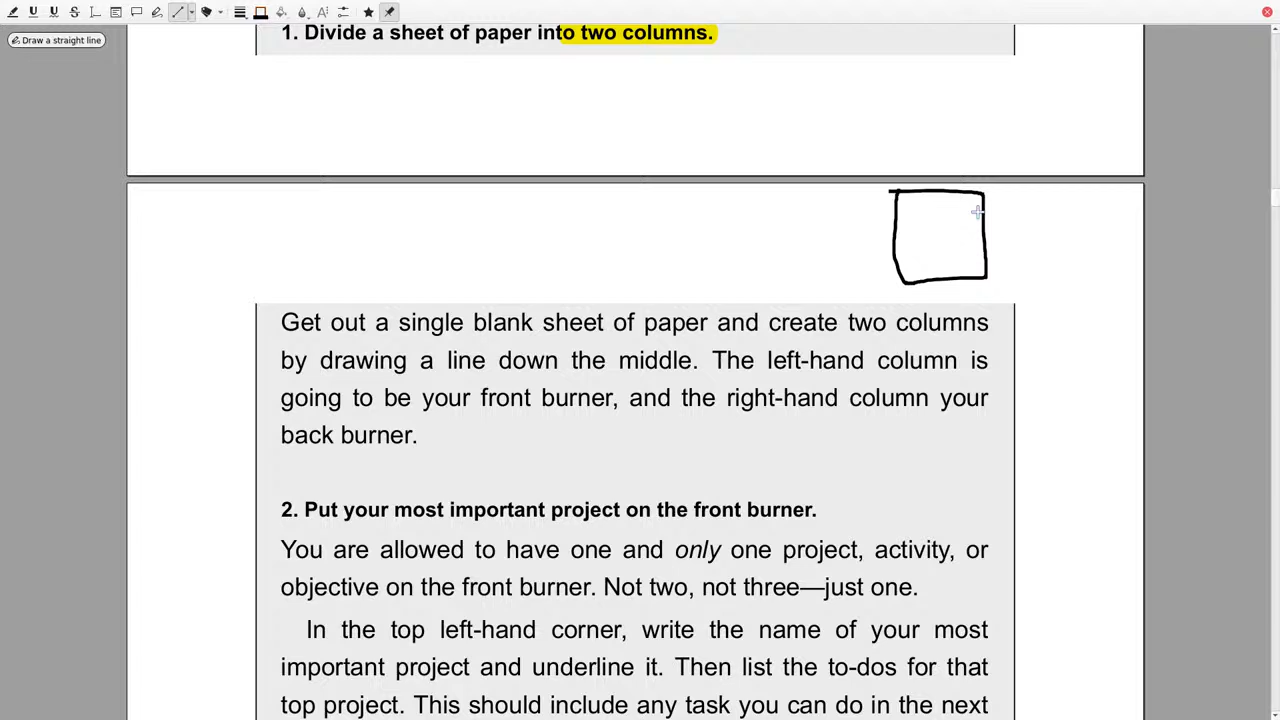 Draw a straight line
1. Divide a sheet of paper into two columns.
Get out a single blank sheet of paper and create two columns
by drawing a line down the middle. The left-hand column is
going to be your front burner, and the right-hand column your
back burner.
2. Put your most important project on the front burner.
You are allowed to have one and only one project, activity, or
objective on the front burner. Not two, not three—just one.
In the top left-hand corner, write the name of your most
important project and underline it. Then list the to-dos for that
top project. This should include any task you can do in the next